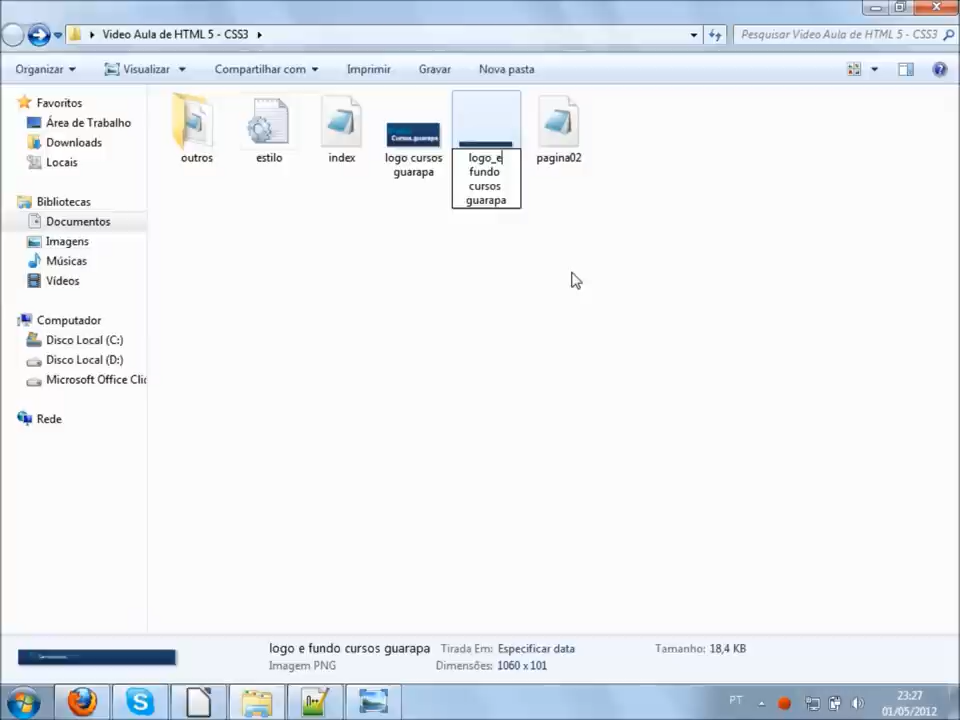 Video Aula de HTML 5 - CSS3
Pesquisar Video Aula de HTML 5 - CSS3
Organizar
Visualizar
Compartilhar com
Imprimir
Gravar
Nova pasta
Favoritos
Área de Trabalho
Downloads
Locais
Bibliotecas
Documentos
Imagens
Músicas
Vídeos
Computador
Disco Local (C:)
Disco Local (D:)
Microsoft Office Clic
Rede
outros
estilo
index
Cursos.guarapa
logo cursos
guarapa
logo_e
fundo
cursos
guarapa
pagina02
logo e fundo cursos guarapa
Imagem PNG
Tirada Em: Especificar data
Dimensões: 1060 x 101
Tamanho: 18,4 KB
PT
23:27
01/05/2012